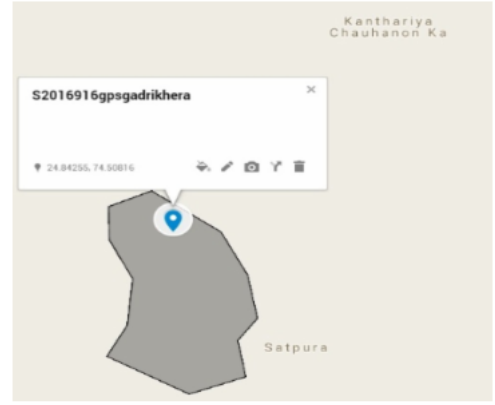 Kanthariya
Chauhanon Ka
S2016916gpsgadrikhera
24.84255, 74.50816
Satpura